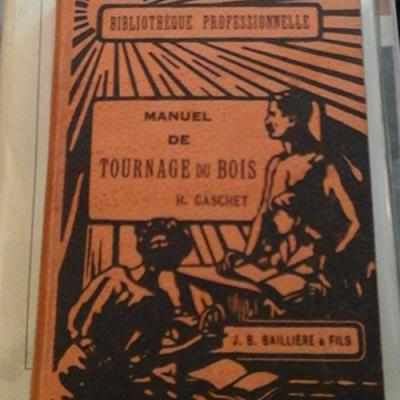 BIBLIOTHÈQUE PROFESSIONNELLE
MANUEL
DE
TOURNAGE DU BOIS
H. GASCHET
J. B. BAILLIÈRE & FILS